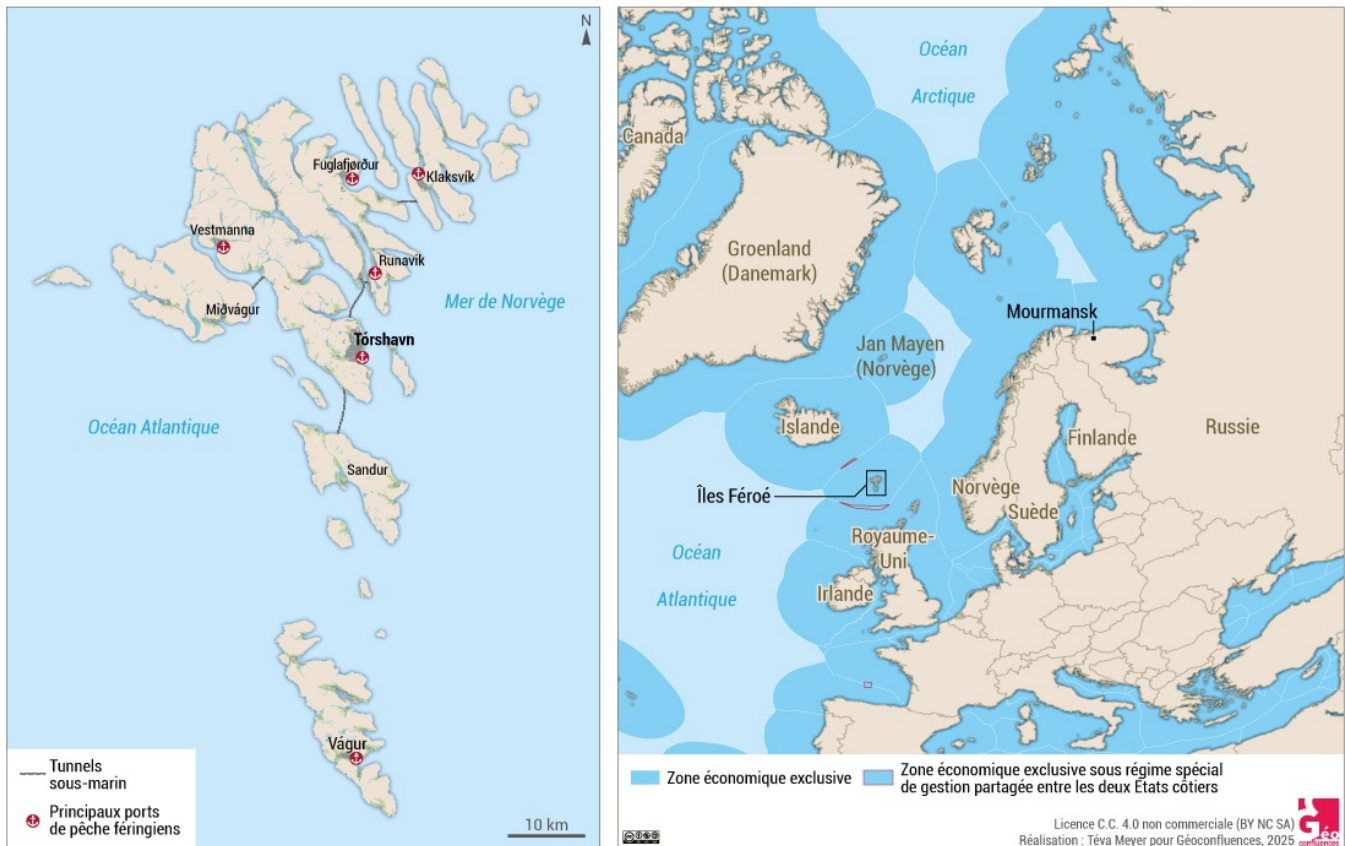 N
Fuglafjørður
Klaksvík
Vestmanna
Runavik
Mer de Norvège
Miðvágur
Tórshavn
Océan Atlantique
Sandur
Vágur
Tunnels
sous-marin
Principaux ports
de pêche féringiens
10 km
Océan
Arctique
Canada
Groenland
(Danemark)
Mourmansk
Jan Mayen
(Norvège)
Islande
Finlande
Russie
Îles Féroé
Norvège
Suède
Royaume-
Uni
Océan
Atlantique
Irlande
Zone économique exclusive
Zone économique exclusive sous régime spécial
de gestion partagée entre les deux États côtiers
Licence C.C. 4.0 non commerciale (BY NC SA)
Réalisation : Téva Meyer pour Géoconfluences, 2025
Géo
confluences